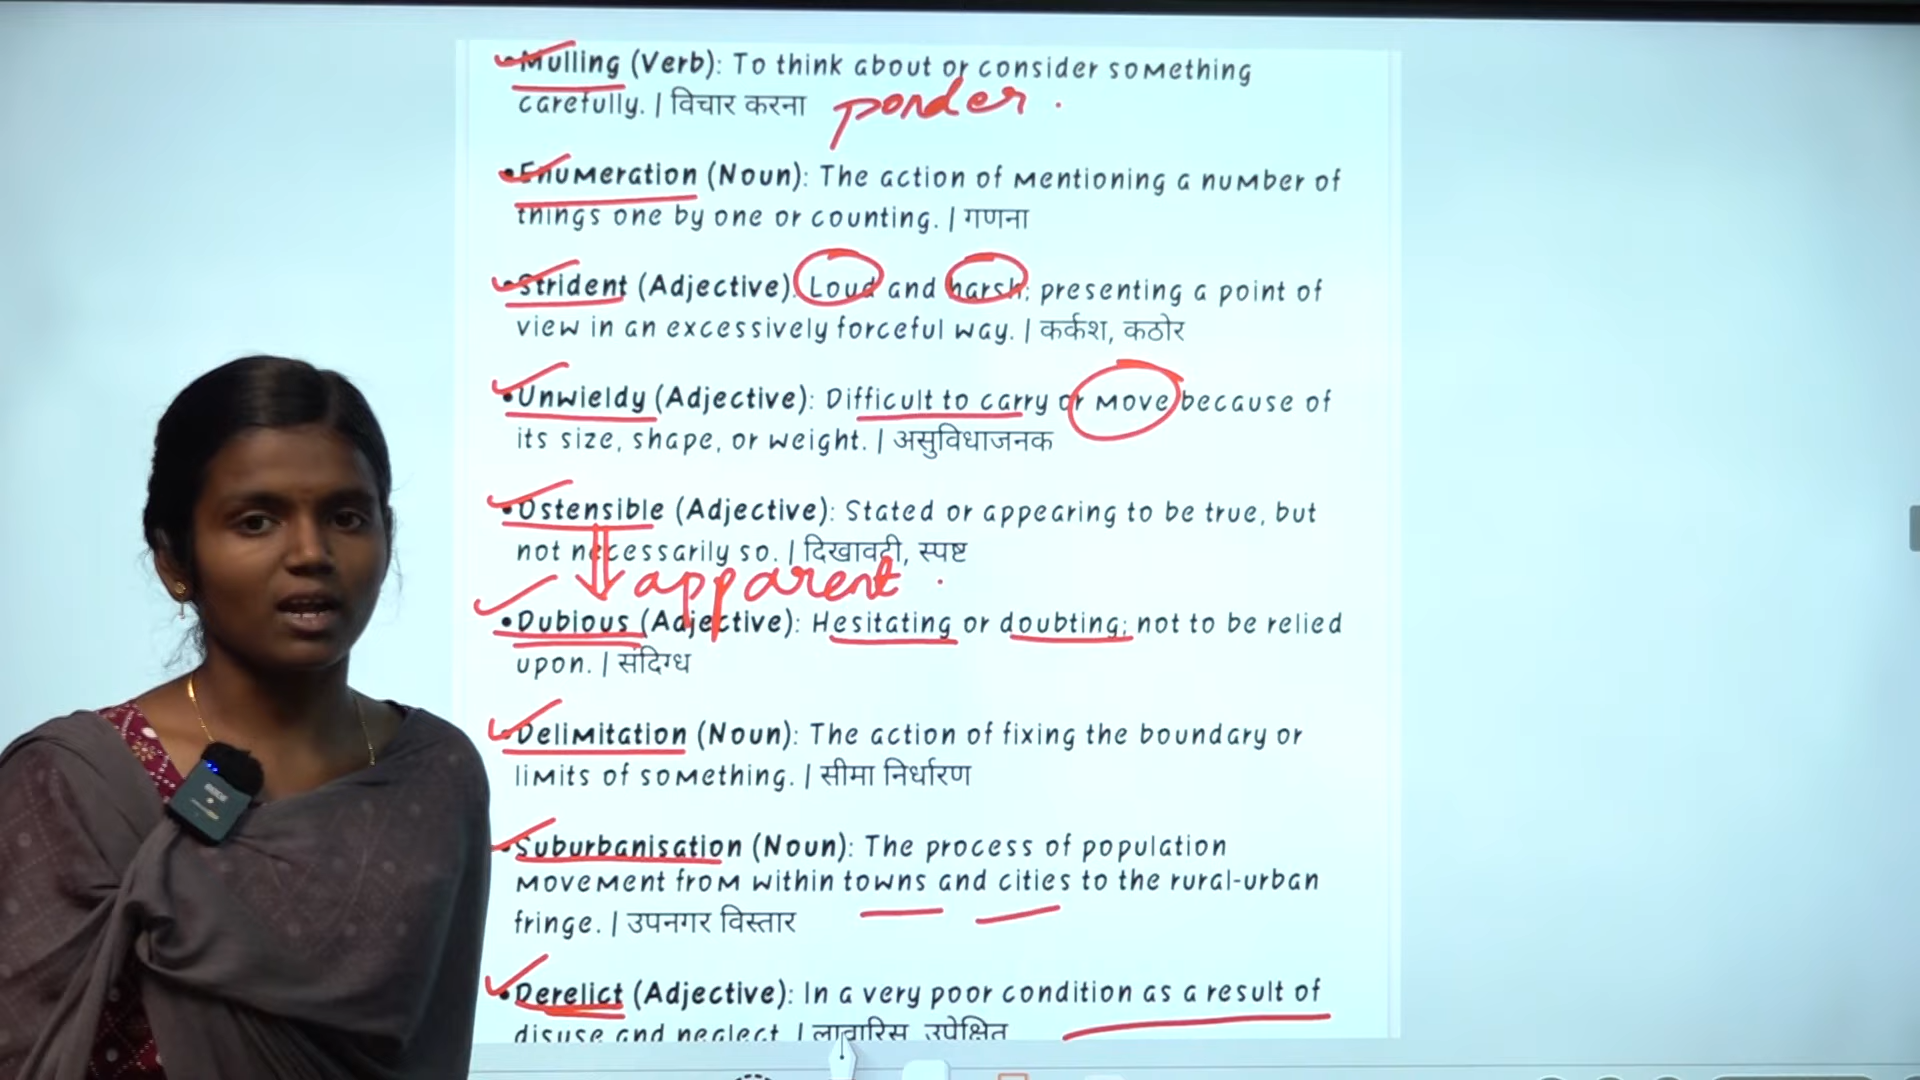 •Mulling (Verb): To think about or consider something
carefully. | विचार करना ponder .
•Enumeration (Noun): The action of mentioning a number of
things one by one or counting. | गणना
•Strident (Adjective): Loud and harsh; presenting a point of
view in an excessively forceful way. | कर्कश, कठोर
•Unwieldy (Adjective): Difficult to carry or move because of
its size, shape, or weight. | असुविधाजनक
•Ostensible (Adjective): Stated or appearing to be true, but
not necessarily so. | दिखावटी, स्पष्ट
apparent .
•Dubious (Adjective): Hesitating or doubting; not to be relied
upon. | संदिग्ध
•Delimitation (Noun): The action of fixing the boundary or
limits of something. | सीमा निर्धारण
•Suburbanisation (Noun): The process of population
movement from within towns and cities to the rural-urban
fringe. | उपनगर विस्तार
•Derelict (Adjective): In a very poor condition as a result of
disuse and neglect | लावारिस उपेक्षित